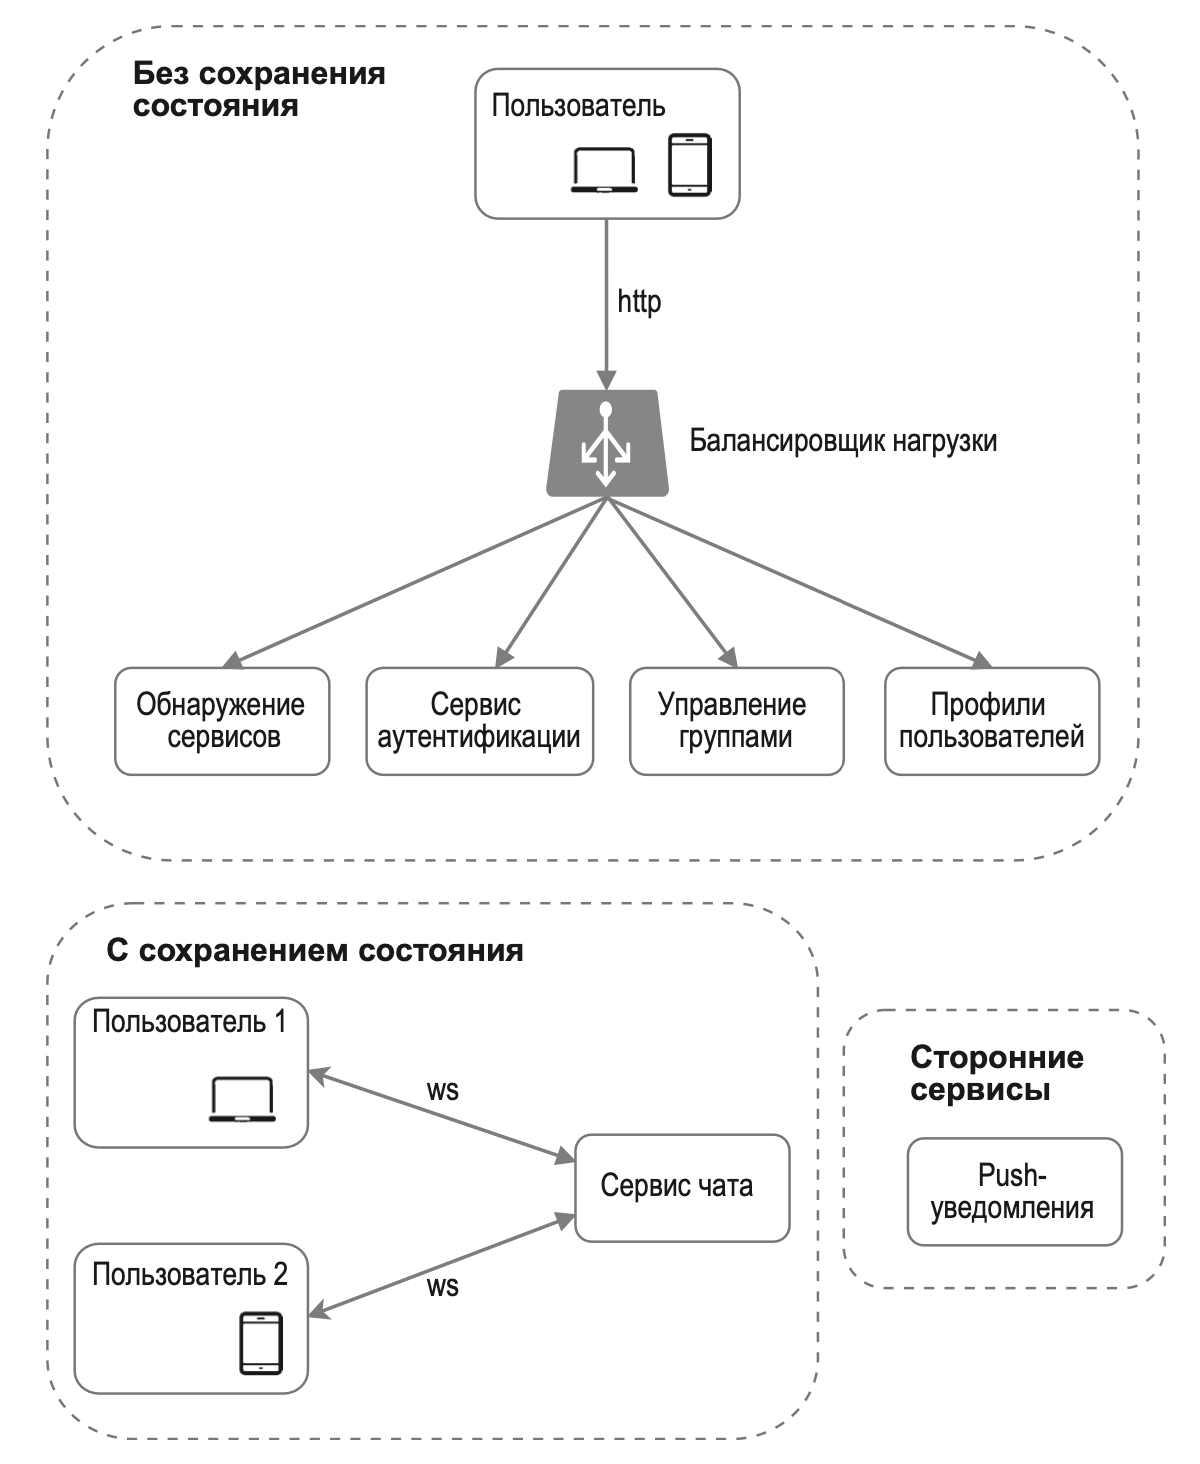 Без сохранения
состояния
Пользователь
http
Балансировщик нагрузки
Обнаружение
сервисов
Сервис
аутентификации
Управление
группами
Профили
пользователей
С сохранением состояния
Пользователь 1
ws
Сервис чата
Пользователь 2
ws
Сторонние
сервисы
Push-
уведомления